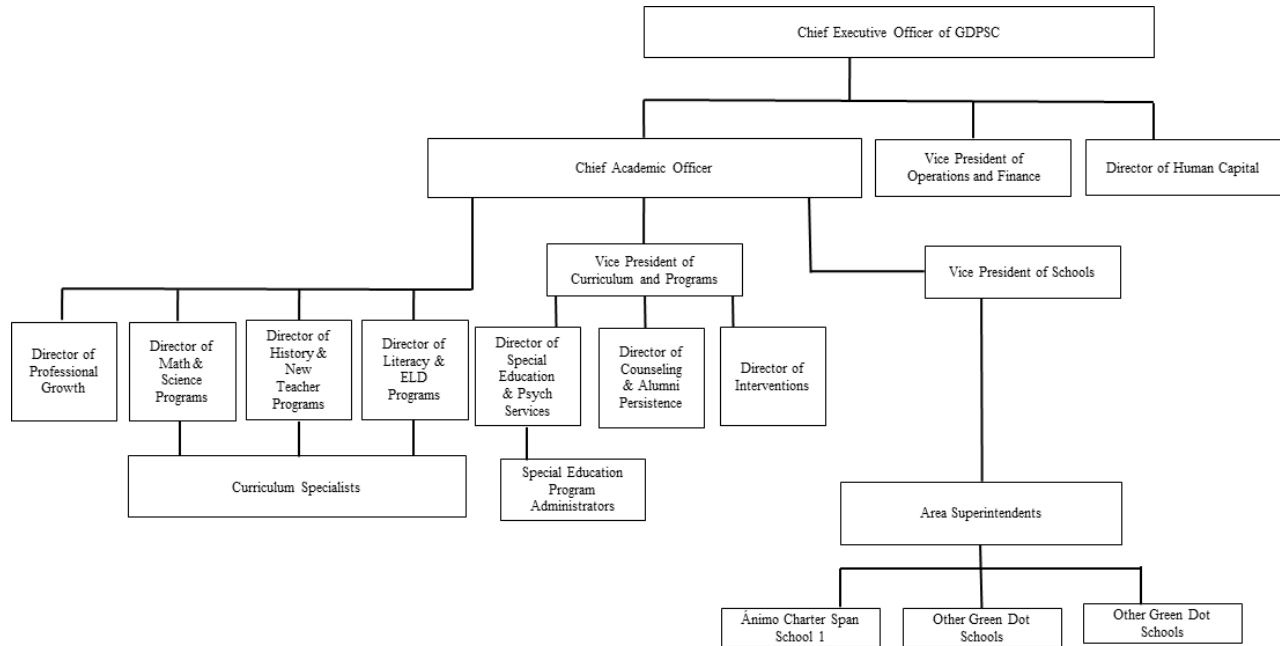 Chief Executive Officer of GDPSC
Chief Academic Officer
Vice President of
Operations and Finance
Director of Human Capital
Vice President of
Curriculum and Programs
Vice President of Schools
Director of
Professional
Growth
Director of
Math &
Science
Programs
Director of
History &
New
Teacher
Programs
Director of
Literacy &
ELD
Programs
Director of
Special
Education
& Psych
Services
Director of
Counseling
& Alumni
Persistence
Director of
Interventions
Curriculum Specialists
Special Education
Program
Administrators
Area Superintendents
Ánimo Charter Span
School 1
Other Green Dot
Schools
Other Green Dot
Schools